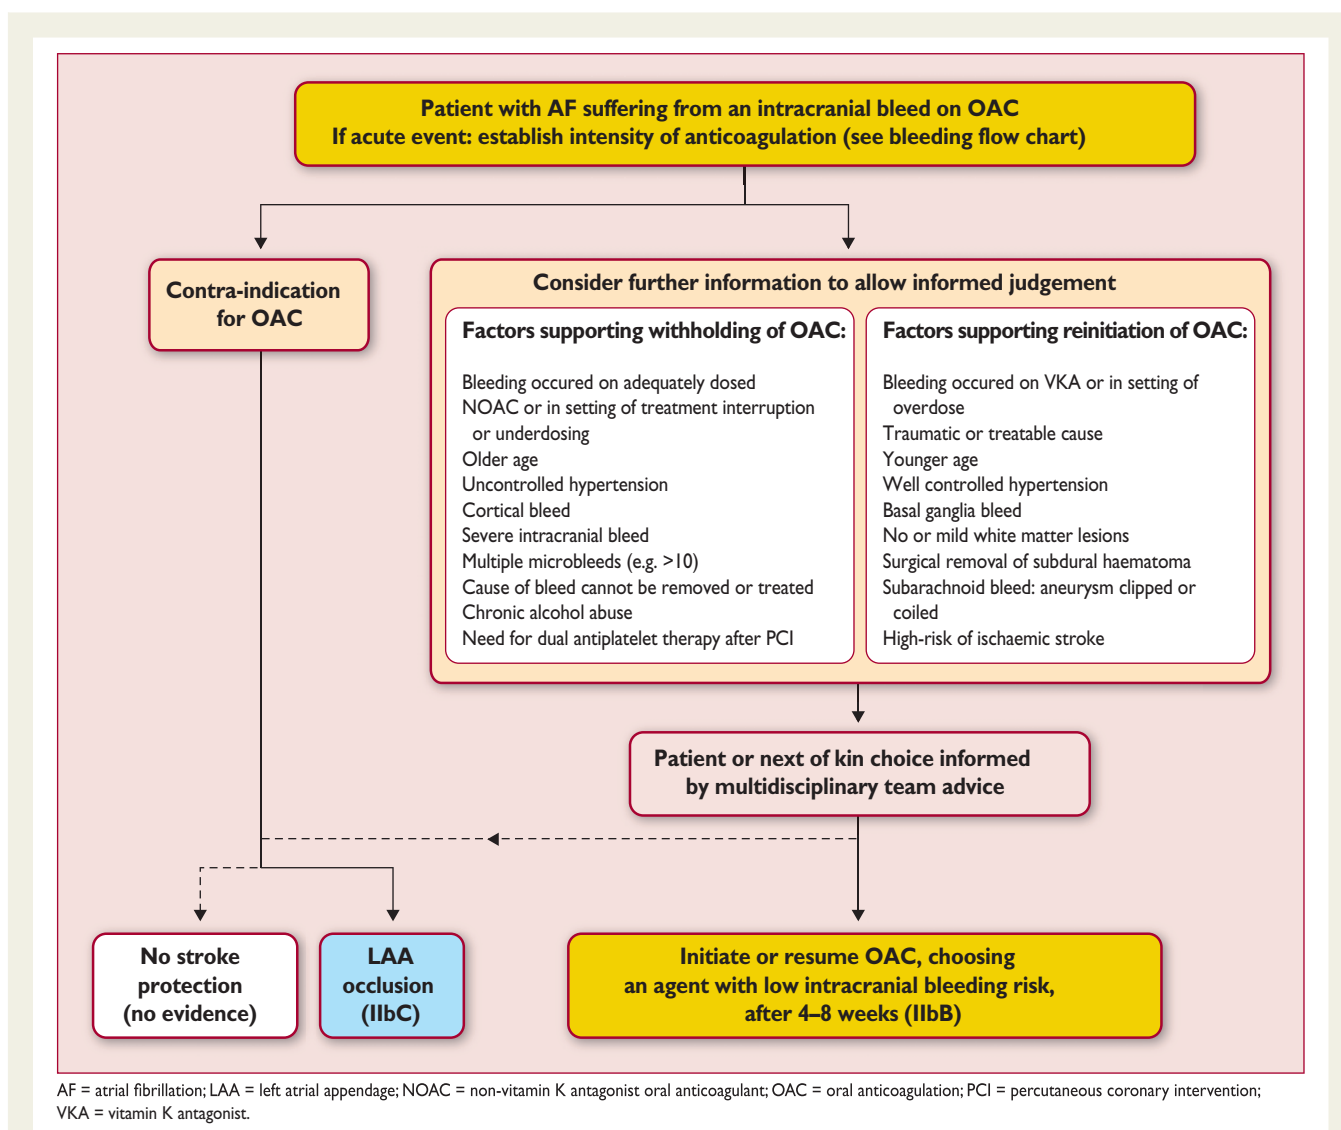 Patient with AF suffering from an intracranial bleed on OAC
If acute event: establish intensity of anticoagulation (see bleeding flow chart)
Contra-indication
for OAC
Consider further information to allow informed judgement
Factors supporting withholding of OAC:
Bleeding occured on adequately dosed
NOAC or in setting of treatment interruption
or underdosing
Older age
Uncontrolled hypertension
Cortical bleed
Severe intracranial bleed
Multiple microbleeds (e.g. >10)
Cause of bleed cannot be removed or treated
Chronic alcohol abuse
Need for dual antiplatelet therapy after PCI
Factors supporting reinitiation of OAC:
Bleeding occured on VKA or in setting of
overdose
Traumatic or treatable cause
Younger age
Well controlled hypertension
Basal ganglia bleed
No or mild white matter lesions
Surgical removal of subdural haematoma
Subarachnoid bleed: aneurysm clipped or
coiled
High-risk of ischaemic stroke
Patient or next of kin choice informed
by multidisciplinary team advice
No stroke
protection
(no evidence)
LAA
occlusion
(IIbC)
Initiate or resume OAC, choosing
an agent with low intracranial bleeding risk,
after 4–8 weeks (IIbB)
AF = atrial fibrillation; LAA = left atrial appendage; NOAC = non-vitamin K antagonist oral anticoagulant; OAC = oral anticoagulation; PCI = percutaneous coronary intervention;
VKA = vitamin K antagonist.